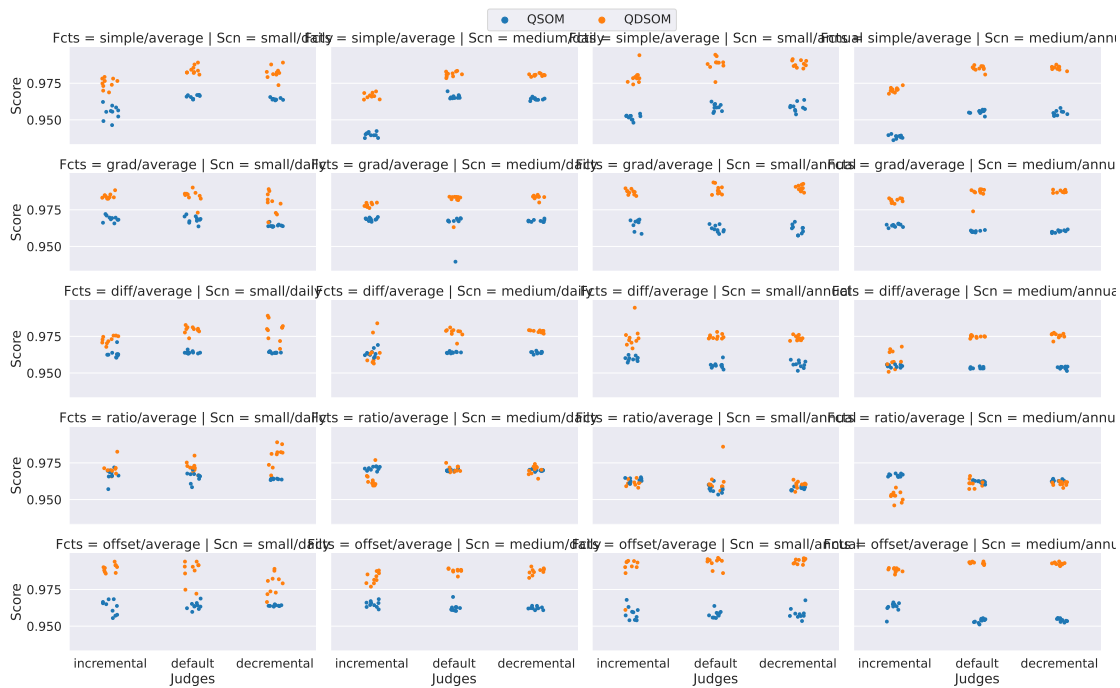 QSOM QDSOM
Fcts = simple/average | Scn = small/daily Fcts = simple/average | Scn = medium/daily Fcts = simple/average | Scn = small/annual Fcts = simple/average | Scn = medium/annu
Score
0.975
0.950
Fcts = grad/average | Scn = small/daily Fcts = grad/average | Scn = medium/daily Fcts = grad/average | Scn = small/annual Fcts = grad/average | Scn = medium/annu
Score
0.975
0.950
Fcts = diff/average | Scn = small/daily Fcts = diff/average | Scn = medium/daily Fcts = diff/average | Scn = small/annual Fcts = diff/average | Scn = medium/annua
Score
0.975
0.950
Fcts = ratio/average | Scn = small/daily Fcts = ratio/average | Scn = medium/daily Fcts = ratio/average | Scn = small/annual Fcts = ratio/average | Scn = medium/annu
Score
0.975
0.950
Fcts = offset/average | Scn = small/daily Fcts = offset/average | Scn = medium/daily Fcts = offset/average | Scn = small/annual Fcts = offset/average | Scn = medium/annu
Score
0.975
0.950
incremental default decremental incremental default decremental incremental default decremental incremental default decremental
Judges Judges Judges Judges